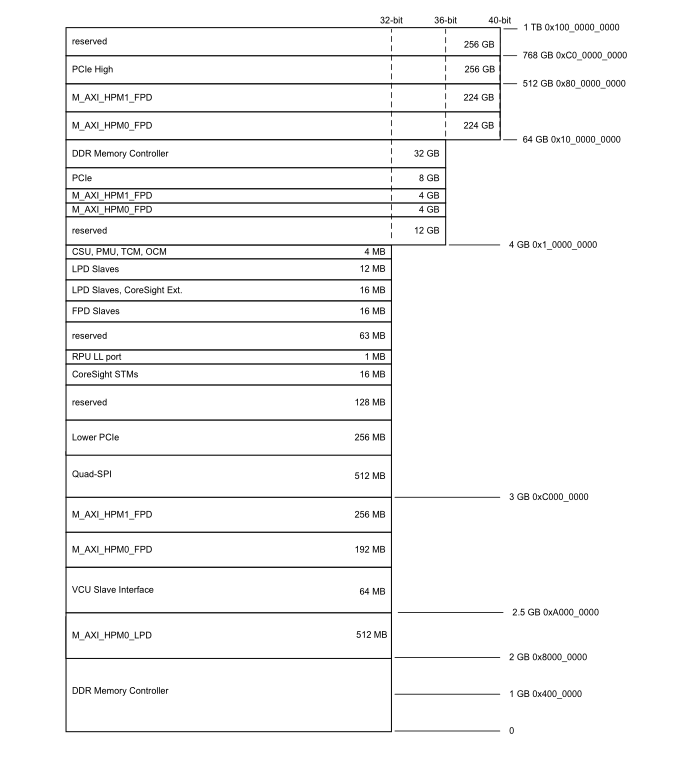 32-bit 36-bit 40-bit
1 TB 0x100_0000_0000
reserved 256 GB
768 GB 0xC0_0000_0000
PCIe High 256 GB
512 GB 0x80_0000_0000
M_AXI_HPM1_FPD 224 GB
M_AXI_HPM0_FPD 224 GB
64 GB 0x10_0000_0000
DDR Memory Controller 32 GB
PCIe 8 GB
M_AXI_HPM1_FPD 4 GB
M_AXI_HPM0_FPD 4 GB
reserved 12 GB
4 GB 0x1_0000_0000
CSU, PMU, TCM, OCM 4 MB
LPD Slaves 12 MB
LPD Slaves, CoreSight Ext. 16 MB
FPD Slaves 16 MB
reserved 63 MB
RPU LL port 1 MB
CoreSight STMs 16 MB
reserved 128 MB
Lower PCIe 256 MB
Quad-SPI 512 MB
3 GB 0xC000_0000
M_AXI_HPM1_FPD 256 MB
M_AXI_HPM0_FPD 192 MB
VCU Slave Interface 64 MB
2.5 GB 0xA000_0000
M_AXI_HPM0_LPD 512 MB
2 GB 0x8000_0000
DDR Memory Controller
1 GB 0x400_0000
0